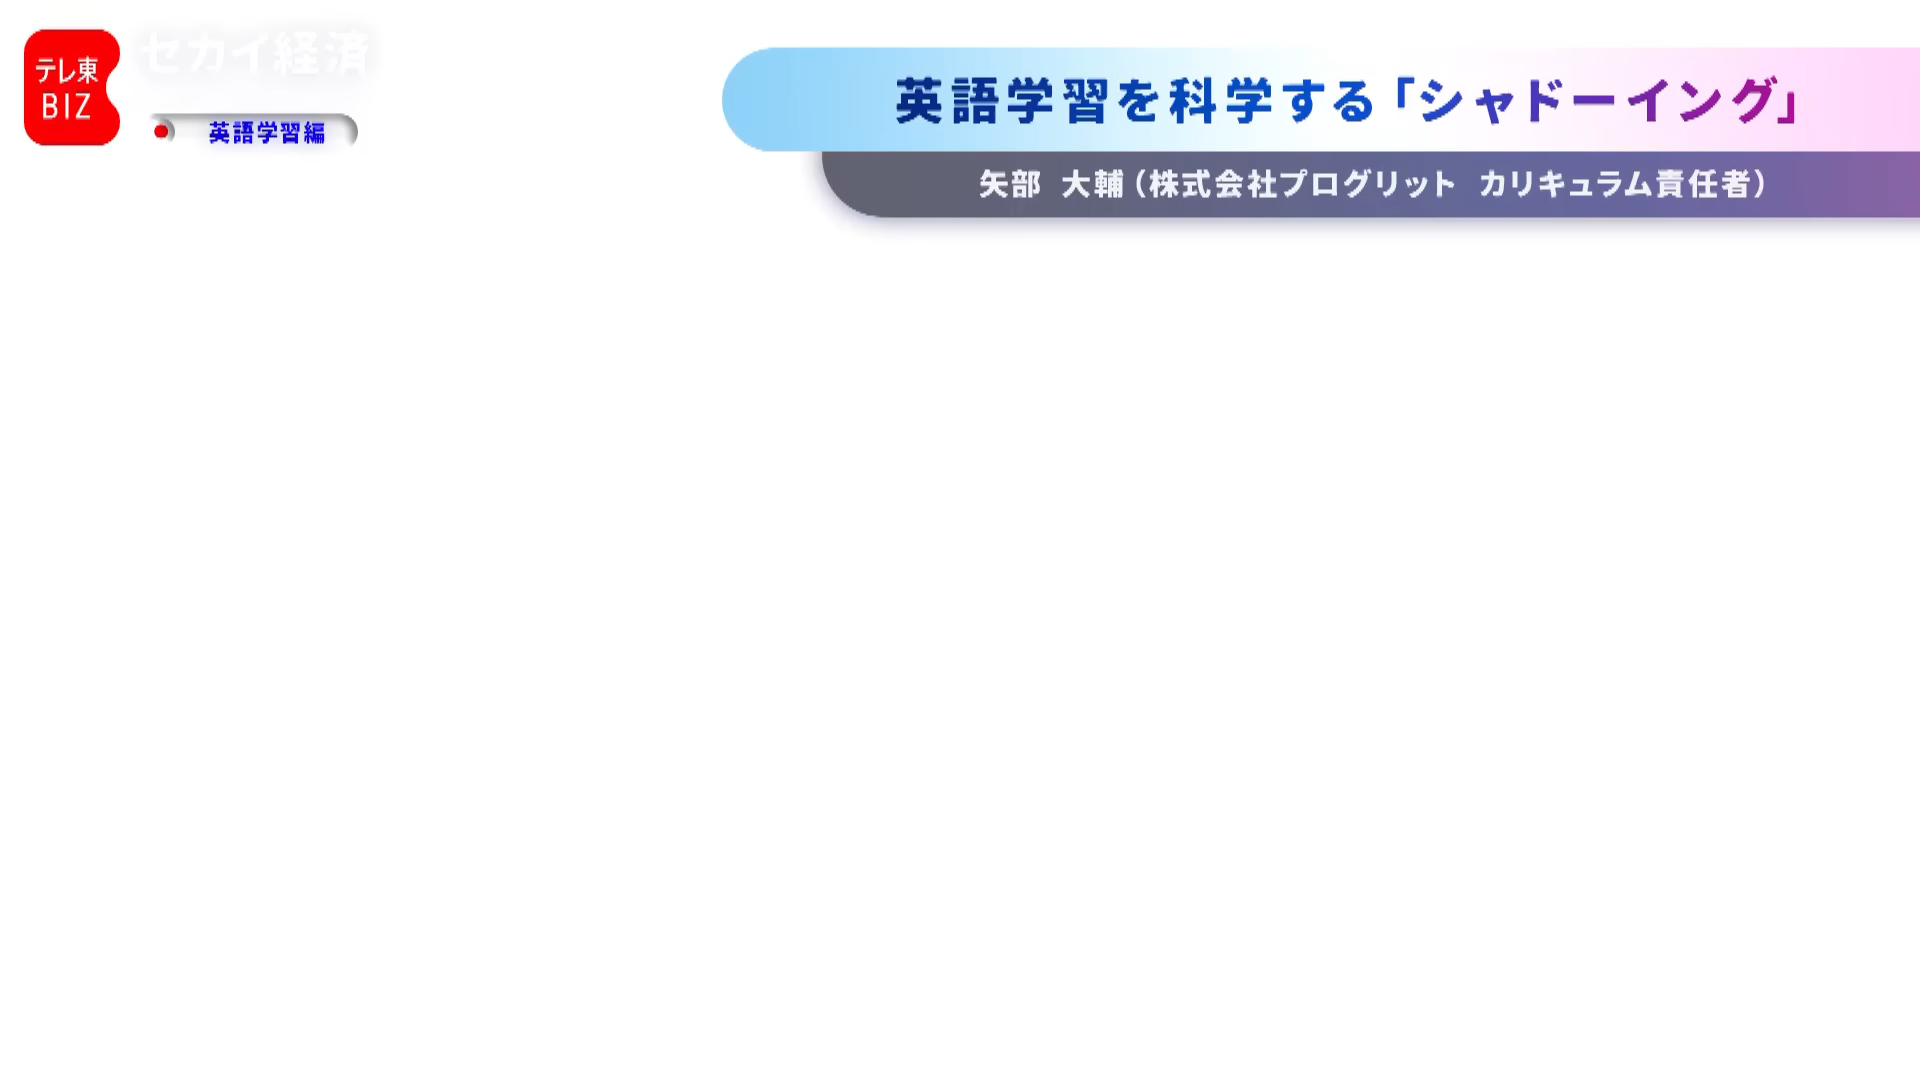 テレ東
BIZ
セカイ経済
英語学習編
英語学習を科学する「シャドーイング」
矢部 大輔（株式会社プログリット カリキュラム責任者）